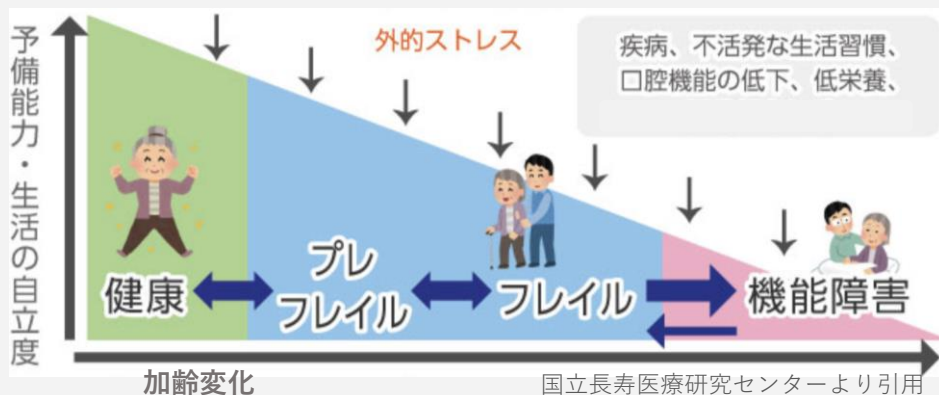 予備能力・生活の自立度
外的ストレス
疾病、不活発な生活習慣、
口腔機能の低下、低栄養、
健康
プレ
フレイル
フレイル
機能障害
加齢変化
国立長寿医療研究センターより引用